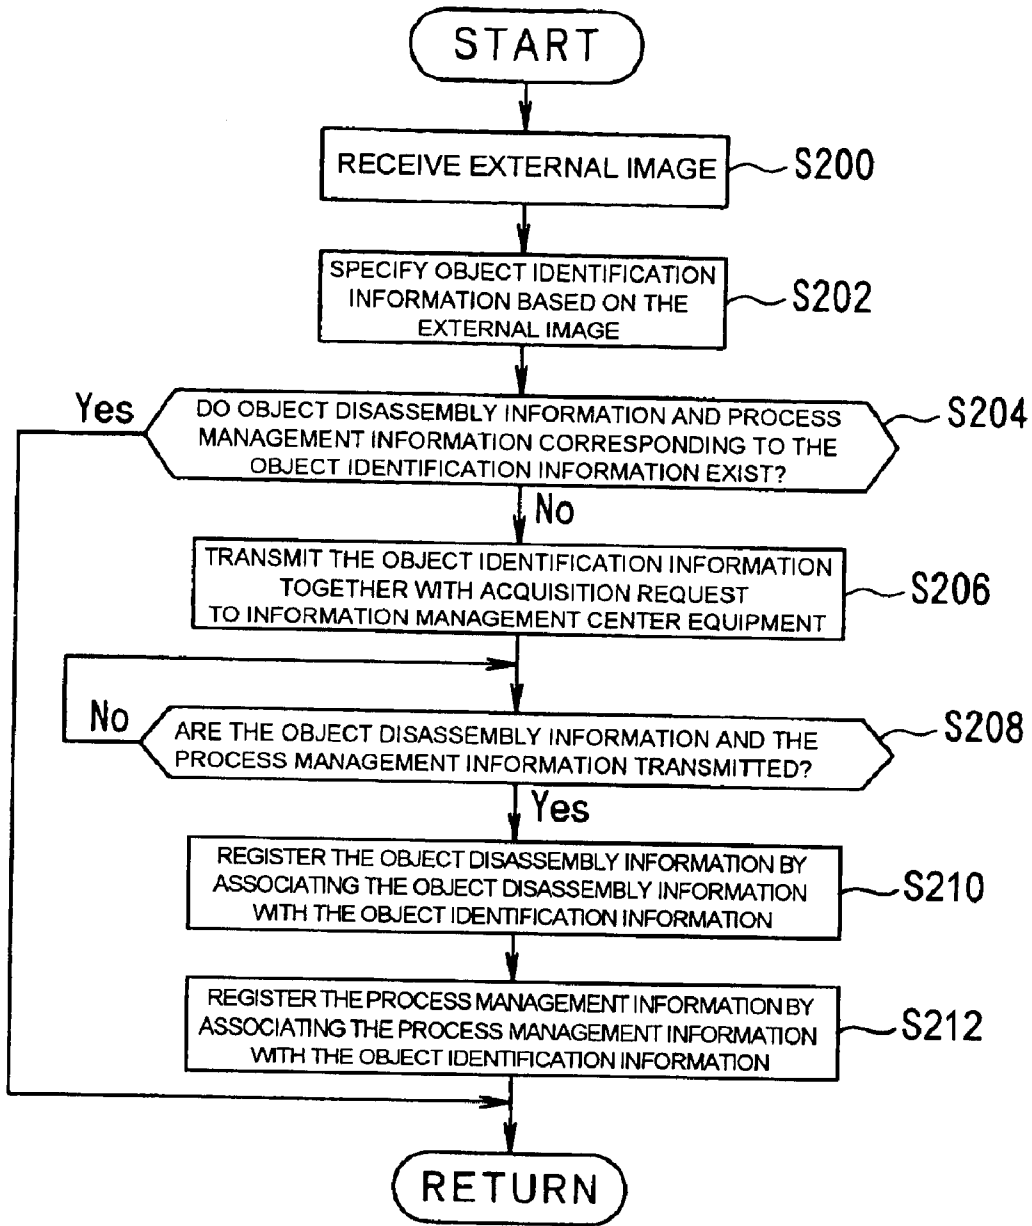 START
RECEIVE EXTERNAL IMAGE
S200
SPECIFY OBJECT IDENTIFICATION
INFORMATION BASED ON THE
EXTERNAL IMAGE
S202
Yes
DO OBJECT DISASSEMBLY INFORMATION AND PROCESS
MANAGEMENT INFORMATION CORRESPONDING TO THE
OBJECT IDENTIFICATION INFORMATION EXIST?
S204
No
TRANSMIT THE OBJECT IDENTIFICATION INFORMATION
TOGETHER WITH ACQUISITION REQUEST
TO INFORMATION MANAGEMENT CENTER EQUIPMENT
S206
No
ARE THE OBJECT DISASSEMBLY INFORMATION AND THE
PROCESS MANAGEMENT INFORMATION TRANSMITTED?
S208
Yes
REGISTER THE OBJECT DISASSEMBLY INFORMATION BY
ASSOCIATING THE OBJECT DISASSEMBLY INFORMATION
WITH THE OBJECT IDENTIFICATION INFORMATION
S210
REGISTER THE PROCESS MANAGEMENT INFORMATION BY
ASSOCIATING THE PROCESS MANAGEMENT INFORMATION
WITH THE OBJECT IDENTIFICATION INFORMATION
S212
RETURN